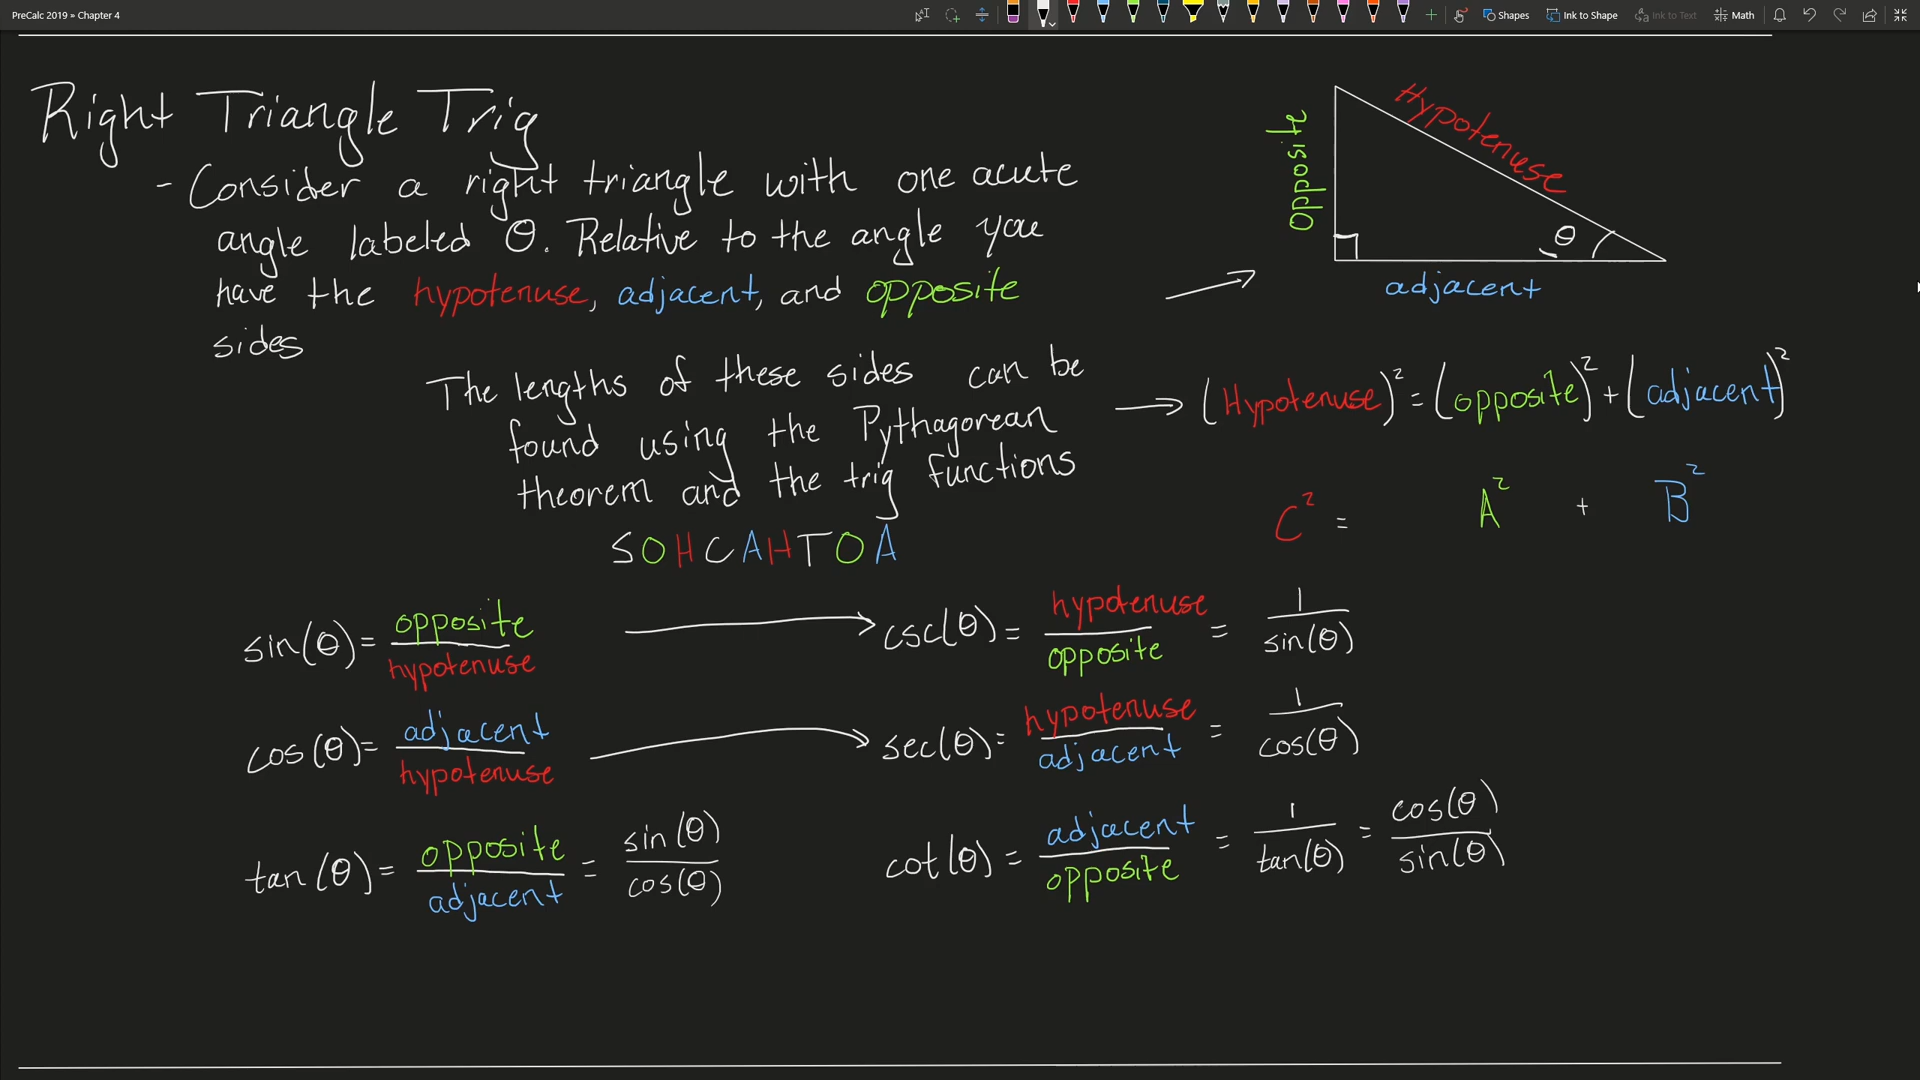 PreCalc 2019 » Chapter 4
Shapes
Ink to Shape
Ink to Text
Math
Right Triangle Trig
- Consider a right triangle with one acute
angle labeled θ. Relative to the angle you
have the hypotenuse, adjacent, and opposite
sides
opposite
Hypotenuse
θ
adjacent
The lengths of these sides can be
found using the Pythagorean
theorem and the trig functions
(Hypotenuse)² = (opposite)² + (adjacent)²
C² = A² + B²
SOHCAHTOA
sin(θ) = opposite / hypotenuse
csc(θ) = hypotenuse / opposite = 1 / sin(θ)
cos(θ) = adjacent / hypotenuse
sec(θ) = hypotenuse / adjacent = 1 / cos(θ)
tan(θ) = opposite / adjacent = sin(θ) / cos(θ)
cot(θ) = adjacent / opposite = 1 / tan(θ) = cos(θ) / sin(θ)